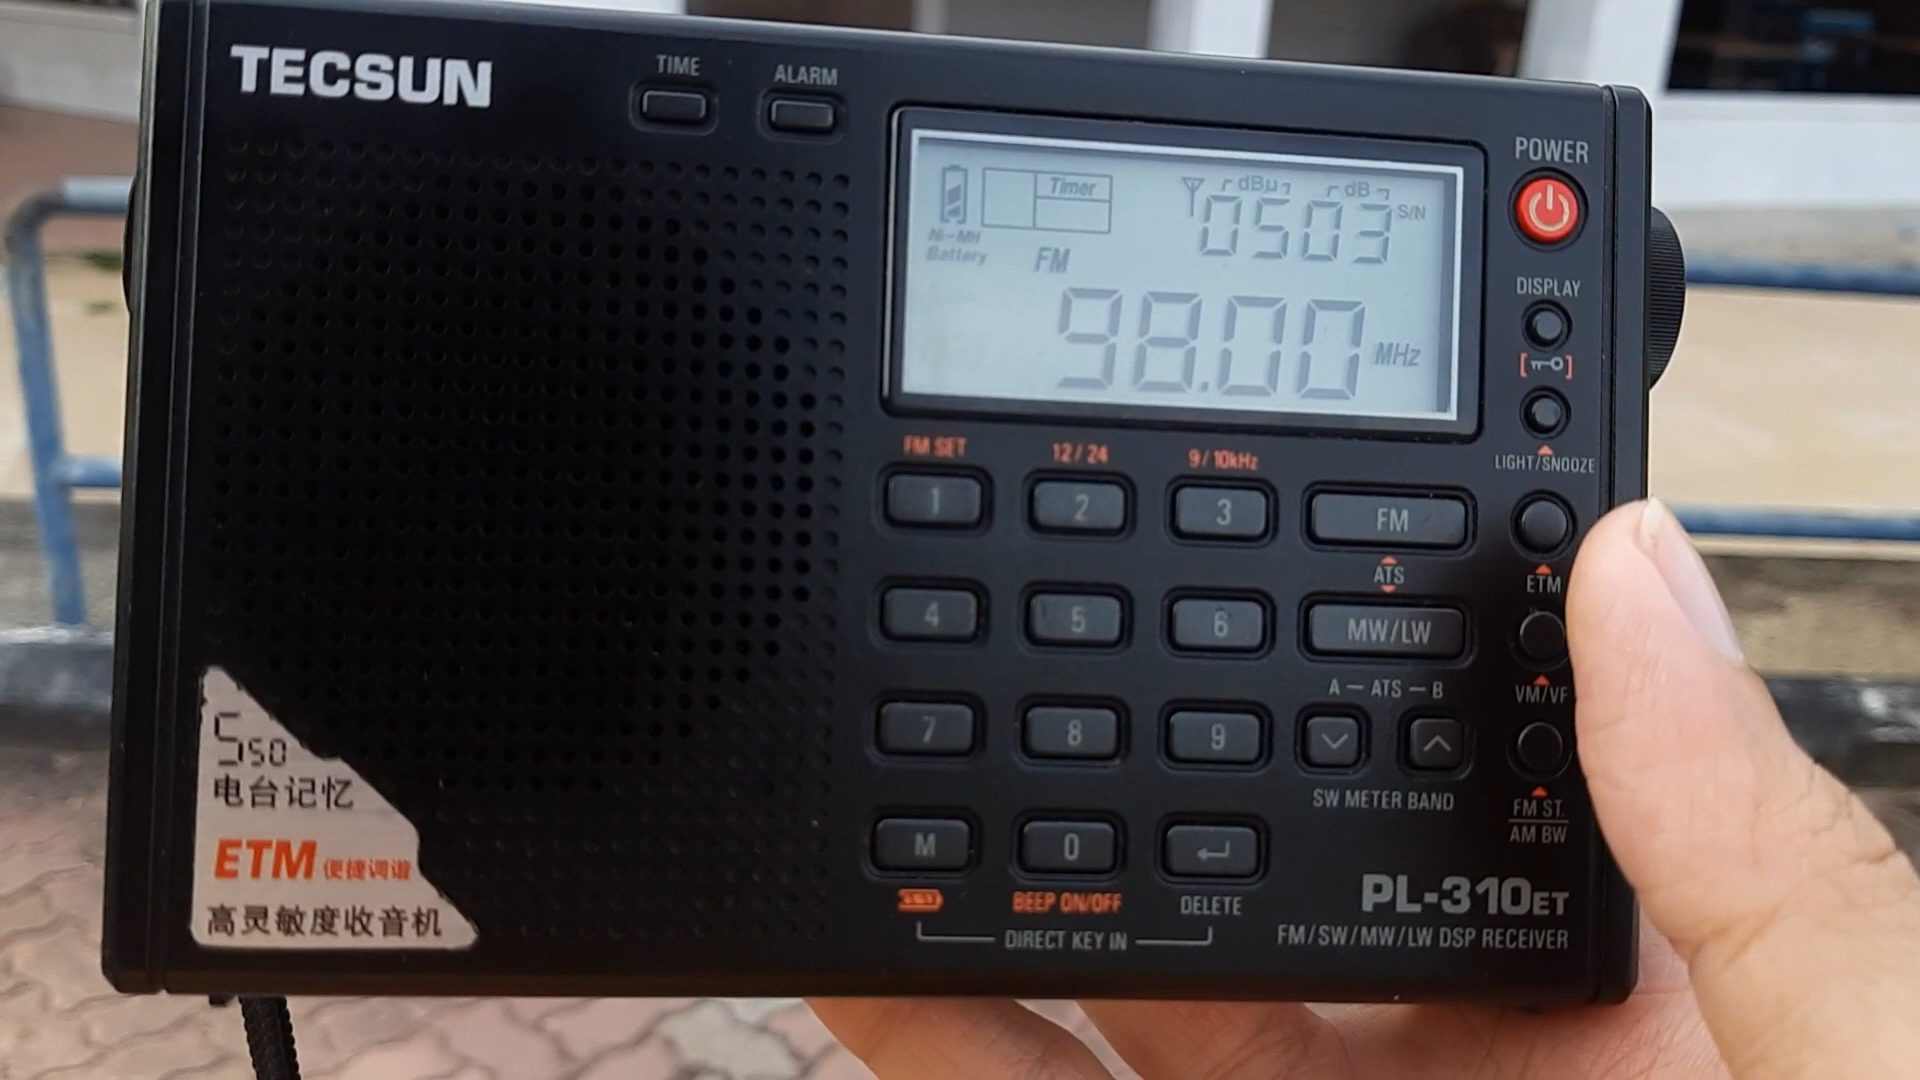 TECSUN
TIME
ALARM
Timer
Ni-MH
Battery
FM
dBµ
dB
0503
S/N
98.00
MHz
POWER
DISPLAY
LIGHT/SNOOZE
FM SET
12/24
9/10kHz
1
2
3
FM
ATS
ETM
4
5
6
MW/LW
A — ATS — B
VM/VF
7
8
9
SW METER BAND
FM ST.
AM BW
M
0
BEEP ON/OFF
DELETE
DIRECT KEY IN
PL-310ET
FM/SW/MW/LW DSP RECEIVER
550
电台记忆
ETM 便捷调谐
高灵敏度收音机